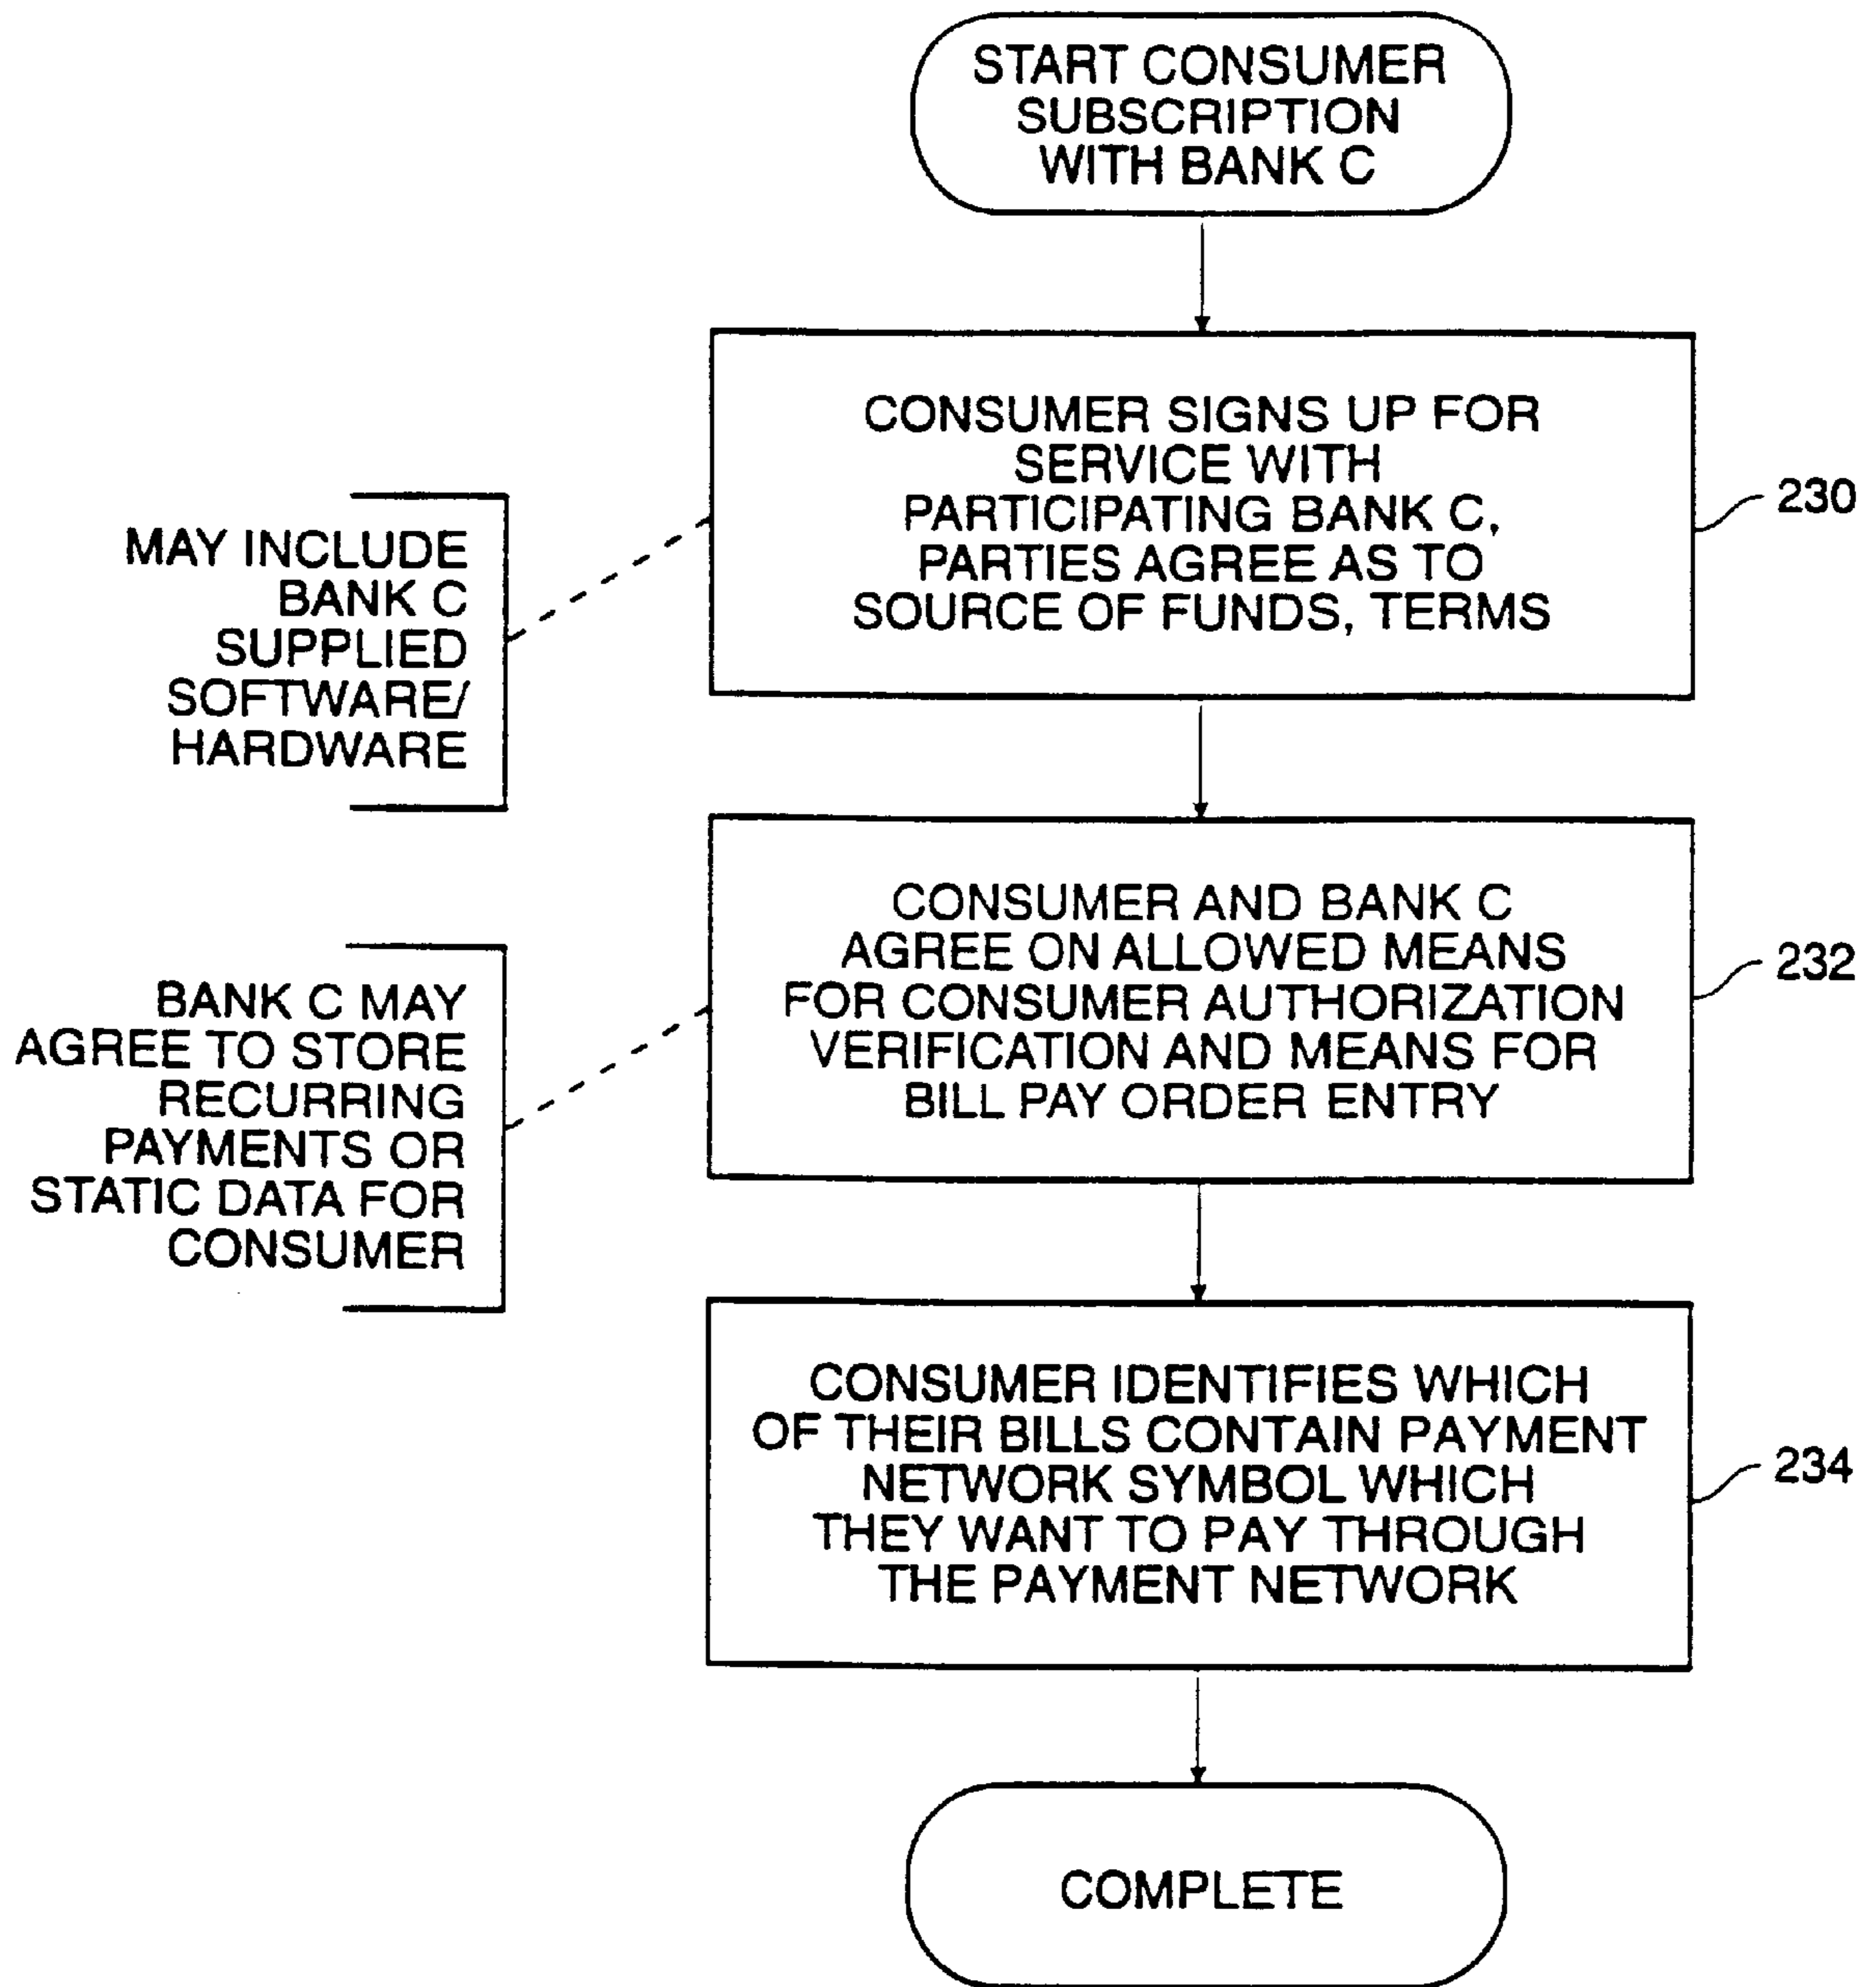 START CONSUMER
SUBSCRIPTION
WITH BANK C
CONSUMER SIGNS UP FOR
SERVICE WITH
PARTICIPATING BANK C,
PARTIES AGREE AS TO
SOURCE OF FUNDS, TERMS
230
MAY INCLUDE
BANK C
SUPPLIED
SOFTWARE/
HARDWARE
CONSUMER AND BANK C
AGREE ON ALLOWED MEANS
FOR CONSUMER AUTHORIZATION
VERIFICATION AND MEANS FOR
BILL PAY ORDER ENTRY
232
BANK C MAY
AGREE TO STORE
RECURRING
PAYMENTS OR
STATIC DATA FOR
CONSUMER
CONSUMER IDENTIFIES WHICH
OF THEIR BILLS CONTAIN PAYMENT
NETWORK SYMBOL WHICH
THEY WANT TO PAY THROUGH
THE PAYMENT NETWORK
234
COMPLETE